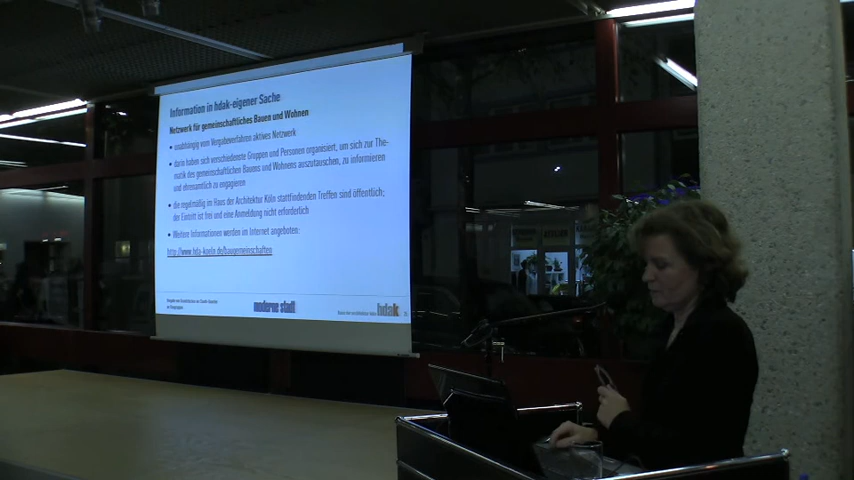 Information in hdak-eigener Sache
Netzwerk für gemeinschaftliches Bauen und Wohnen
• unabhängig vom Vergabeverfahren aktives Netzwerk
• darin haben sich verschiedenste Gruppen und Personen organisiert, um sich zur The-
matik des gemeinschaftlichen Bauens und Wohnens auszutauschen, zu informieren
und ehrenamtlich zu engagieren
• die regelmäßig im Haus der Architektur Köln stattfindenden Treffen sind öffentlich;
der Eintritt ist frei und eine Anmeldung nicht erforderlich
• Weitere Informationen werden im Internet angeboten:
http://www.hda-koeln.de/baugemeinschaften
moderne stadt
hdak